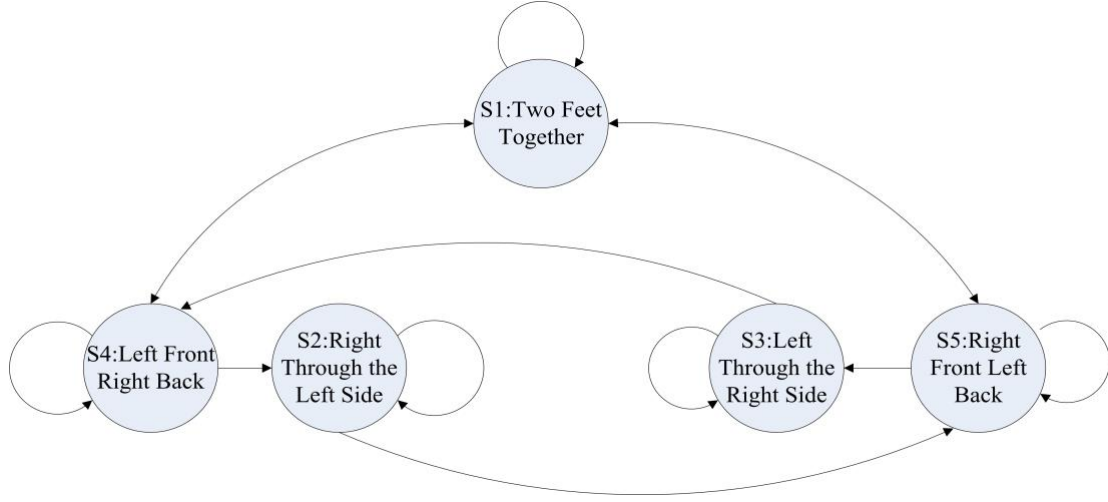 S1:Two Feet
Together
S4:Left Front
Right Back
S2:Right
Through the
Left Side
S3:Left
Through the
Right Side
S5:Right
Front Left
Back